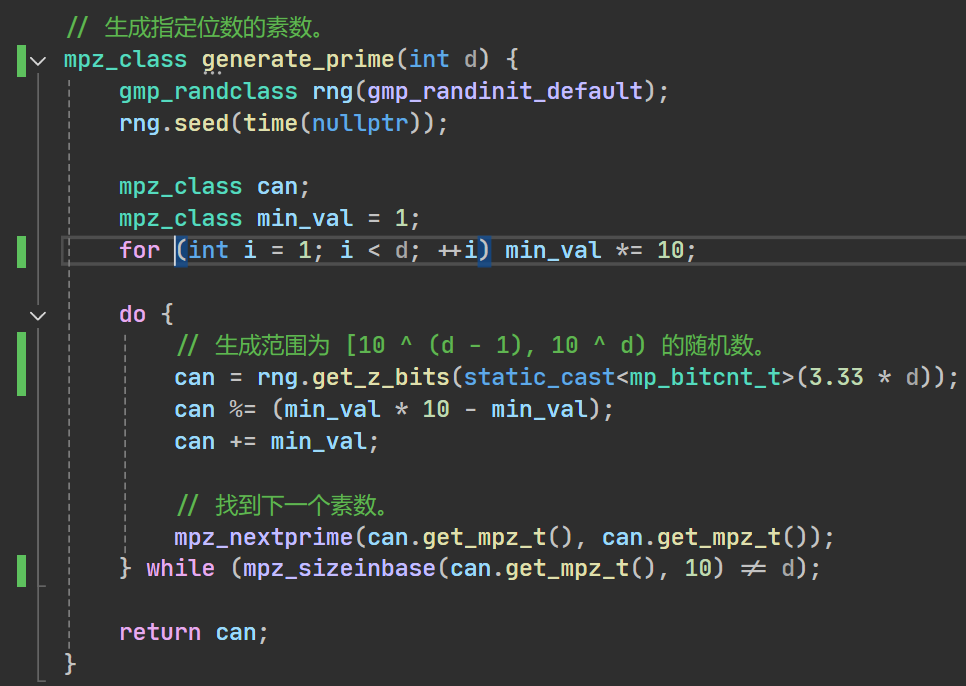 // 生成指定位数的素数。
mpz_class generate_prime(int d) {
    gmp_randclass rng(gmp_randinit_default);
    rng.seed(time(nullptr));

    mpz_class can;
    mpz_class min_val = 1;
    for (int i = 1; i < d; ++i) min_val *= 10;

    do {
        // 生成范围为 [10 ^ (d - 1), 10 ^ d) 的随机数。
        can = rng.get_z_bits(static_cast<mp_bitcnt_t>(3.33 * d));
        can %= (min_val * 10 - min_val);
        can += min_val;

        // 找到下一个素数。
        mpz_nextprime(can.get_mpz_t(), can.get_mpz_t());
    } while (mpz_sizeinbase(can.get_mpz_t(), 10) != d);

    return can;
}